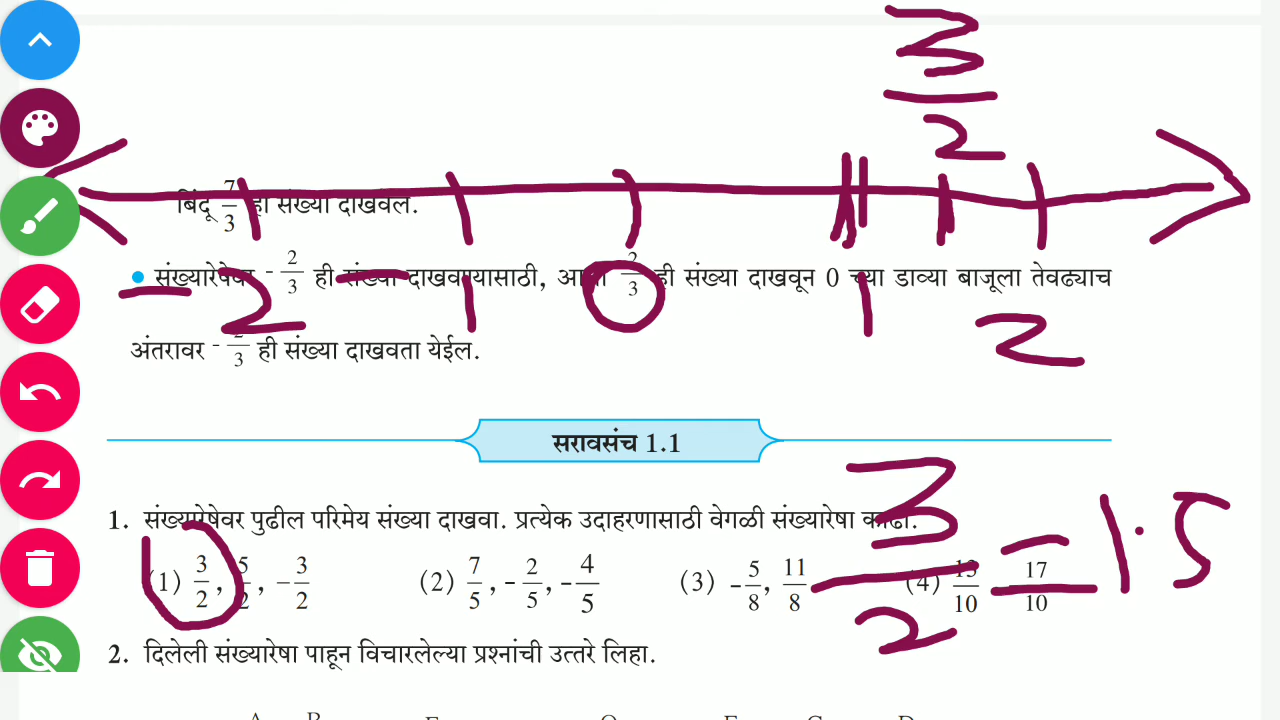 3/2
बिंदू 7/3 ही संख्या दाखवेल.
• संख्यारेषेवर - 2/3 ही संख्या दाखवण्यासाठी, आधी 2/3 ही संख्या दाखवून 0 च्या डाव्या बाजूला तेवढ्याच
-2 -1 0 1 2
अंतरावर - 2/3 ही संख्या दाखवता येईल.
सरावसंच 1.1
1. संख्यारेषेवर पुढील परिमेय संख्या दाखवा. प्रत्येक उदाहरणासाठी वेगळी संख्यारेषा काढा.
(1) 3/2, 5/2, -3/2 (2) 7/5, -2/5, -4/5 (3) -5/8, 11/8 (4) 13/10, 17/10
3/2 = 1.5
2. दिलेली संख्यारेषा पाहून विचारलेल्या प्रश्नांची उत्तरे लिहा.